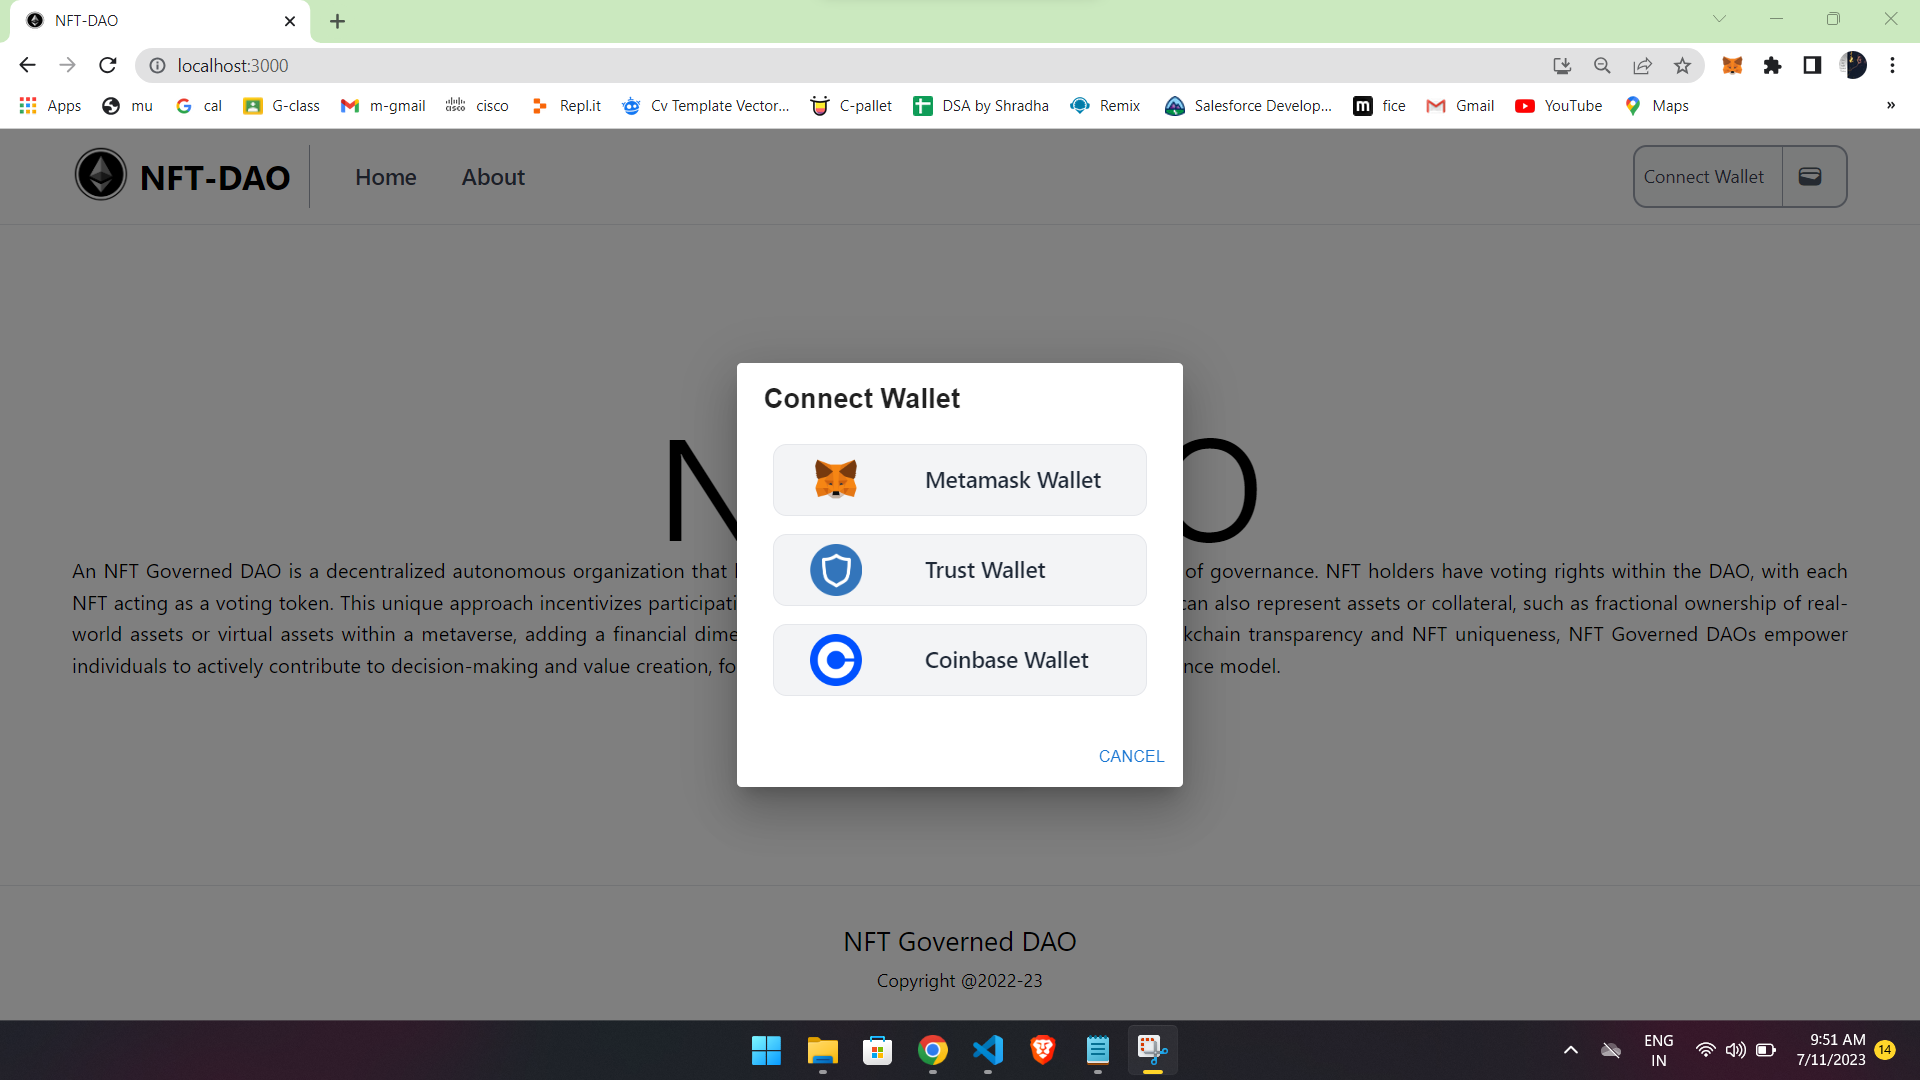 NFT-DAO
localhost:3000
Apps mu cal G-class m-gmail cisco Repl.it Cv Template Vector... C-pallet DSA by Shradha Remix Salesforce Develop... fice Gmail YouTube Maps »
NFT-DAO Home About Connect Wallet
Connect Wallet
Metamask Wallet
Trust Wallet
Coinbase Wallet
CANCEL
O
An NFT Governed DAO is a decentralized autonomous organization that of governance. NFT holders have voting rights within the DAO, with each
NFT acting as a voting token. This unique approach incentivizes participati can also represent assets or collateral, such as fractional ownership of real-
world assets or virtual assets within a metaverse, adding a financial dime kchain transparency and NFT uniqueness, NFT Governed DAOs empower
individuals to actively contribute to decision-making and value creation, fo nce model.
NFT Governed DAO
Copyright @2022-23
ENG
IN
9:51 AM
7/11/2023
14